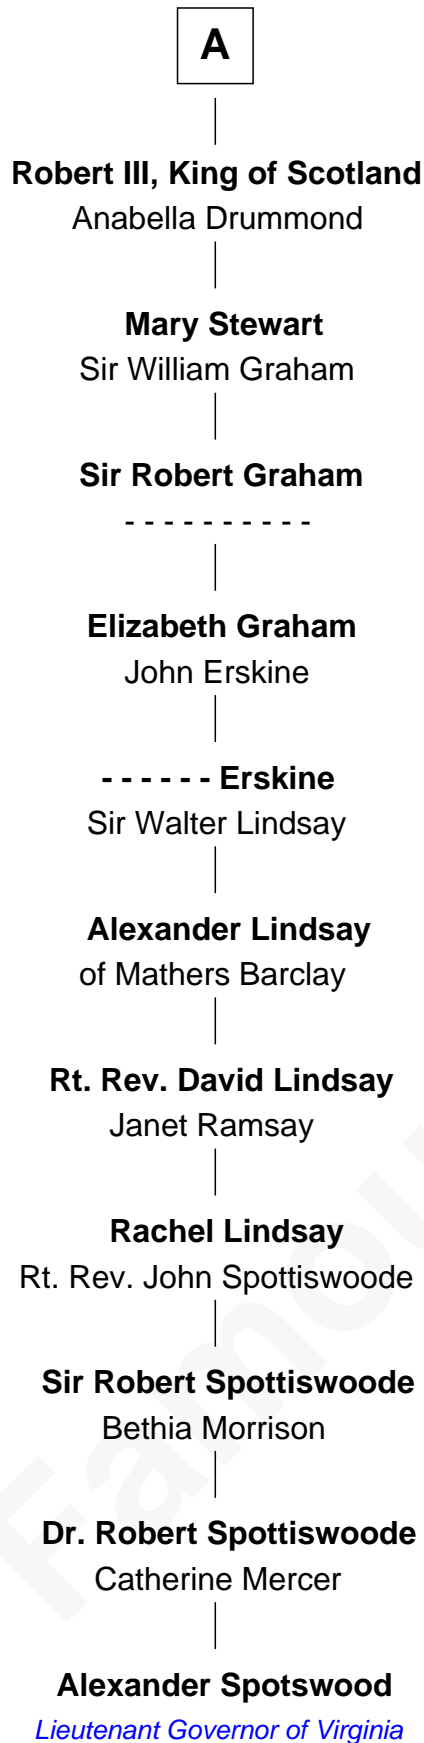 A
Robert III, King of Scotland
Anabella Drummond
Mary Stewart
Sir William Graham
Sir Robert Graham
- - - - - - - - - -
Elizabeth Graham
John Erskine
- - - - - - Erskine
Sir Walter Lindsay
Alexander Lindsay
of Mathers Barclay
Rt. Rev. David Lindsay
Janet Ramsay
Rachel Lindsay
Rt. Rev. John Spottiswoode
Sir Robert Spottiswoode
Bethia Morrison
Dr. Robert Spottiswoode
Catherine Mercer
Alexander Spotswood
Lieutenant Governor of Virginia